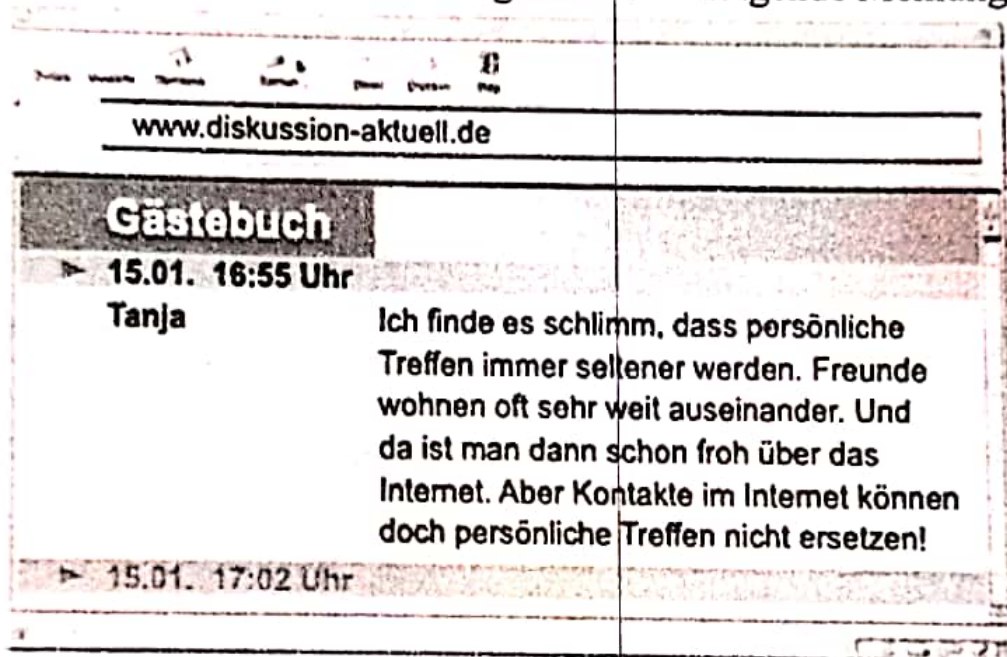 www.diskussion-aktuell.de
Gästebuch
15.01. 16:55 Uhr
Tanja
Ich finde es schlimm, dass persönliche
Treffen immer seltener werden. Freunde
wohnen oft sehr weit auseinander. Und
da ist man dann schon froh über das
Internet. Aber Kontakte im Internet können
doch persönliche Treffen nicht ersetzen!
15.01. 17:02 Uhr